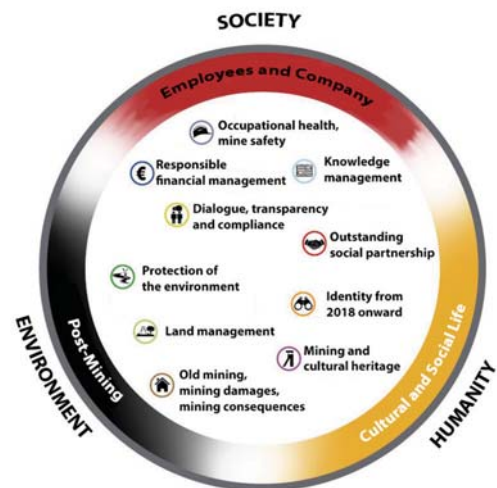 SOCIETY
Employees and Company
Occupational health,
mine safety
Responsible
financial management
Knowledge
management
Dialogue, transparency
and compliance
Outstanding
social partnership
Protection of
the environment
Identity from
2018 onward
Land management
Mining and
cultural heritage
Old mining,
mining damages,
mining consequences
Post-Mining
Cultural and Social Life
ENVIRONMENT
HUMANITY